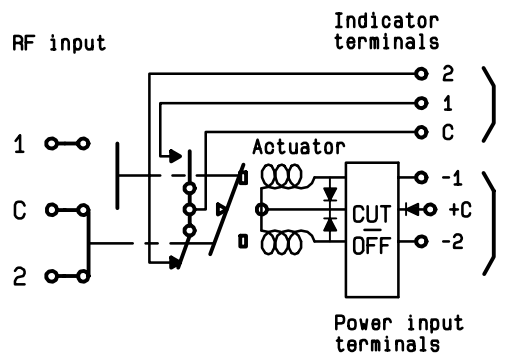 Indicator
terminals
RF input
2
1
C
Actuator
1
C
2
-1
+C
-2
CUT
OFF
Power input
terminals